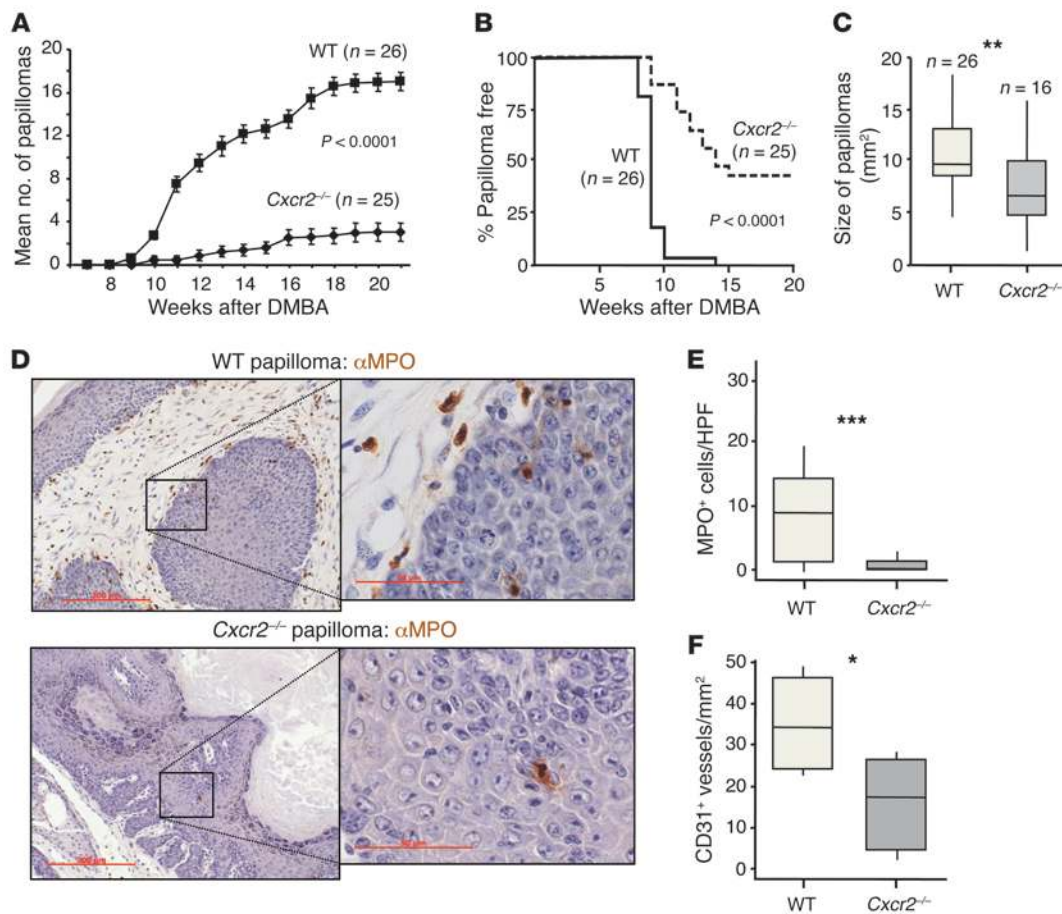 A
Mean no. of papillomas
20
16
12
8
4
0
WT (n = 26)
P < 0.0001
Cxcr2–/– (n = 25)
8 10 12 14 16 18 20
Weeks after DMBA
B
% Papilloma free
100
75
50
25
0
Cxcr2–/–
(n = 25)
WT
(n = 26)
P < 0.0001
5 10 15 20
Weeks after DMBA
C
Size of papillomas
(mm2)
20
15
10
5
0
**
n = 26
n = 16
WT Cxcr2–/–
D
WT papilloma: αMPO
Cxcr2–/– papilloma: αMPO
E
MPO+ cells/HPF
30
20
10
0
***
WT Cxcr2–/–
F
CD31+ vessels/mm2
50
40
30
20
10
0
*
WT Cxcr2–/–